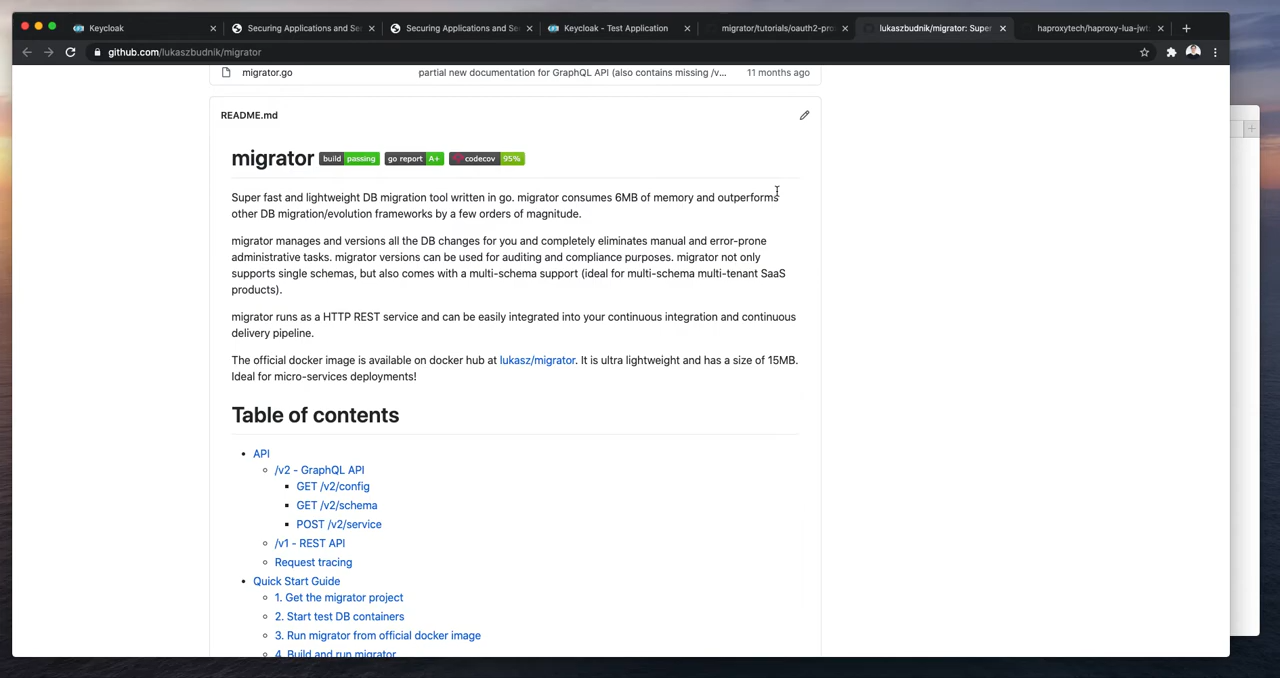 Keycloak
Securing Applications and Se
Securing Applications and Se
Keycloak - Test Application
migrator/tutorials/oauth2-pro
lukaszbudnik/migrator: Super
haproxytech/haproxy-lua-jwt
github.com/lukaszbudnik/migrator
migrator.go partial new documentation for GraphQL API (also contains missing /v... 11 months ago
README.md
migrator build passing go report A+ codecov 95%
Super fast and lightweight DB migration tool written in go. migrator consumes 6MB of memory and outperforms
other DB migration/evolution frameworks by a few orders of magnitude.
migrator manages and versions all the DB changes for you and completely eliminates manual and error-prone
administrative tasks. migrator versions can be used for auditing and compliance purposes. migrator not only
supports single schemas, but also comes with a multi-schema support (ideal for multi-schema multi-tenant SaaS
products).
migrator runs as a HTTP REST service and can be easily integrated into your continuous integration and continuous
delivery pipeline.
The official docker image is available on docker hub at lukasz/migrator. It is ultra lightweight and has a size of 15MB.
Ideal for micro-services deployments!
Table of contents
API
/v2 - GraphQL API
GET /v2/config
GET /v2/schema
POST /v2/service
/v1 - REST API
Request tracing
Quick Start Guide
1. Get the migrator project
2. Start test DB containers
3. Run migrator from official docker image
4. Build and run migrator